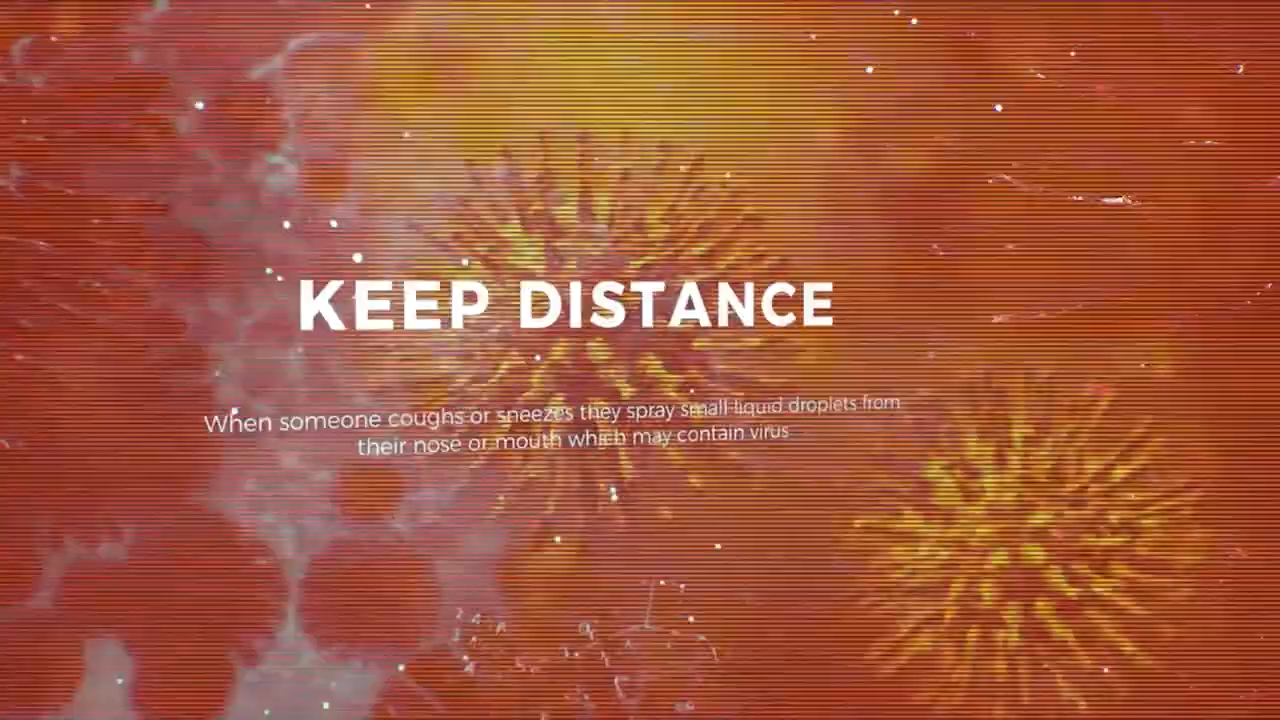 KEEP DISTANCE
When someone coughs or sneezes they spray small liquid droplets from
their nose or mouth which may contain virus